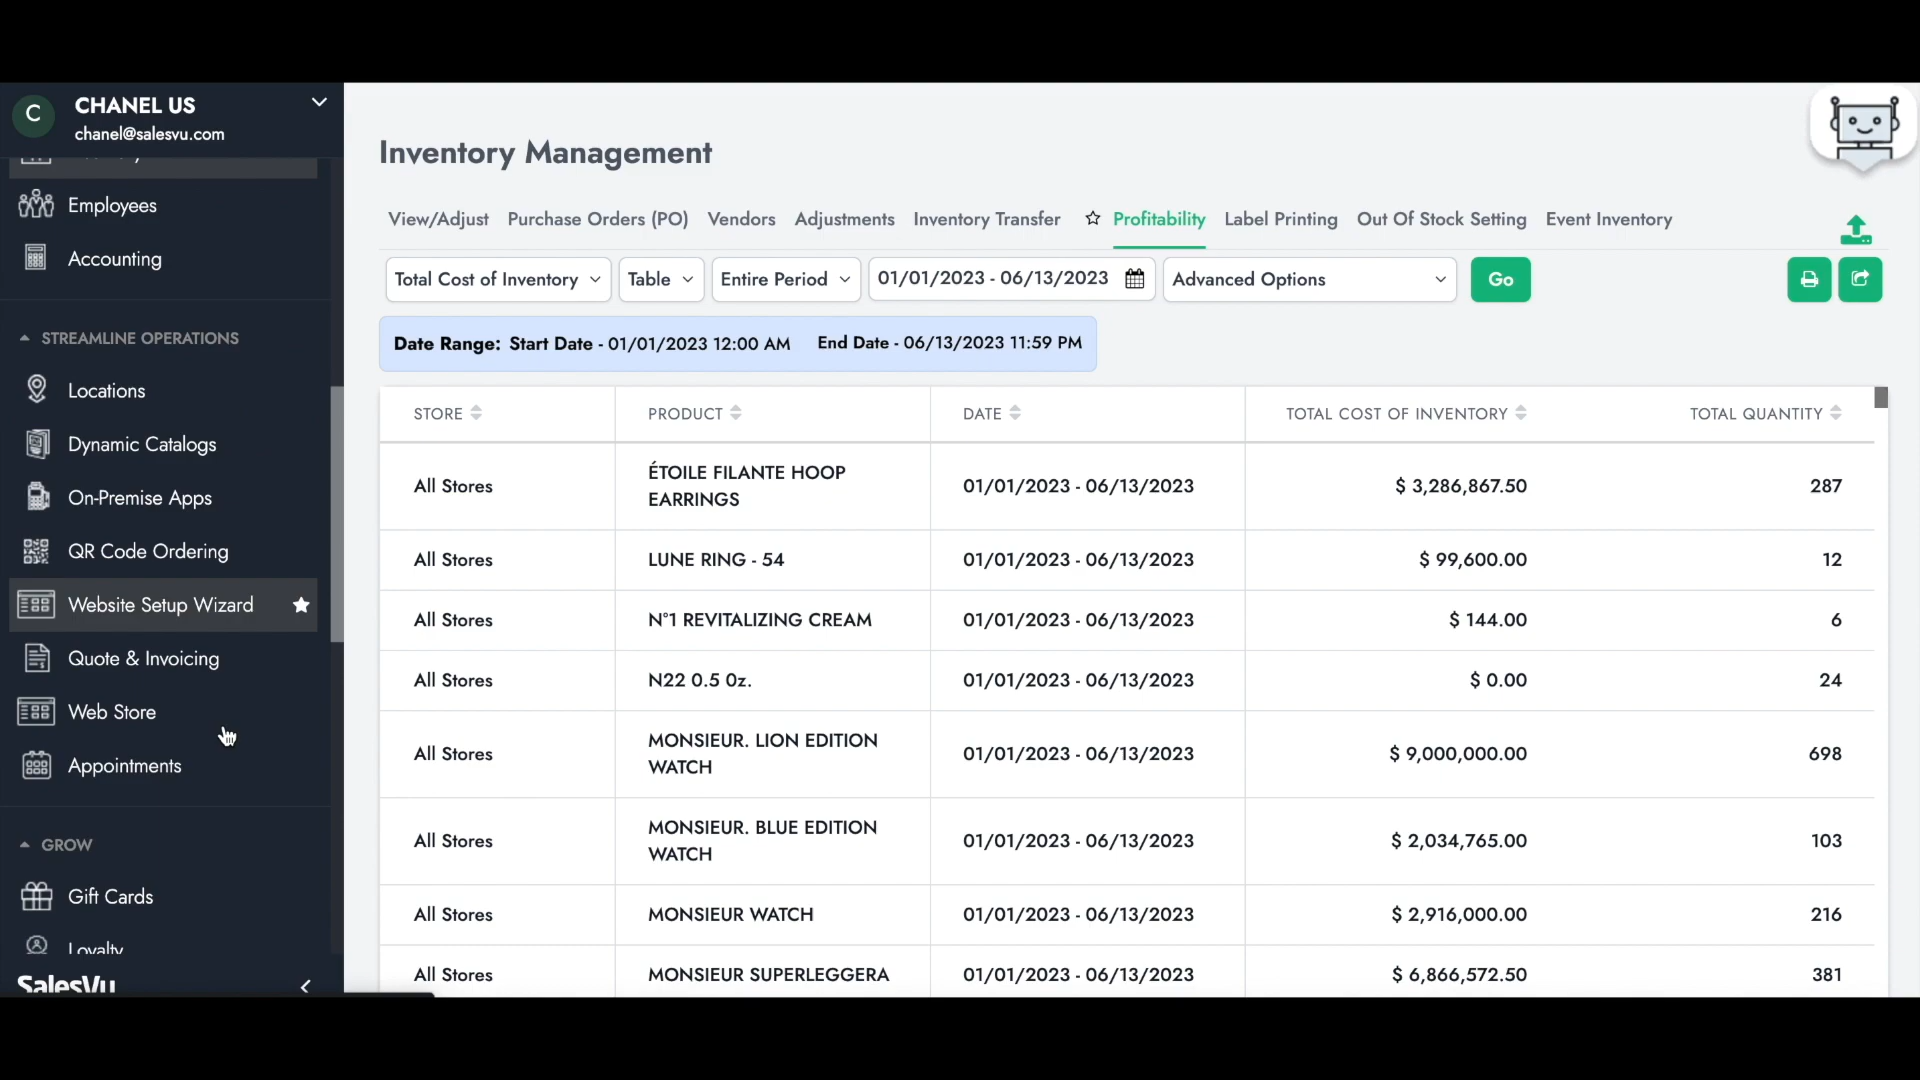 C
CHANEL US
chanel@salesvu.com
Employees
Accounting
STREAMLINE OPERATIONS
Locations
Dynamic Catalogs
On-Premise Apps
QR Code Ordering
Website Setup Wizard
Quote & Invoicing
Web Store
Appointments
GROW
Gift Cards
Loyalty
SalesVu
Inventory Management
View/Adjust Purchase Orders (PO) Vendors Adjustments Inventory Transfer Profitability Label Printing Out Of Stock Setting Event Inventory
Total Cost of Inventory Table Entire Period 01/01/2023 - 06/13/2023 Advanced Options Go
Date Range: Start Date - 01/01/2023 12:00 AM End Date - 06/13/2023 11:59 PM
STORE PRODUCT DATE TOTAL COST OF INVENTORY TOTAL QUANTITY
All Stores ÉTOILE FILANTE HOOP EARRINGS 01/01/2023 - 06/13/2023 $ 3,286,867.50 287
All Stores LUNE RING - 54 01/01/2023 - 06/13/2023 $ 99,600.00 12
All Stores N°1 REVITALIZING CREAM 01/01/2023 - 06/13/2023 $ 144.00 6
All Stores N22 0.5 0z. 01/01/2023 - 06/13/2023 $ 0.00 24
All Stores MONSIEUR. LION EDITION WATCH 01/01/2023 - 06/13/2023 $ 9,000,000.00 698
All Stores MONSIEUR. BLUE EDITION WATCH 01/01/2023 - 06/13/2023 $ 2,034,765.00 103
All Stores MONSIEUR WATCH 01/01/2023 - 06/13/2023 $ 2,916,000.00 216
All Stores MONSIEUR SUPERLEGGERA 01/01/2023 - 06/13/2023 $ 6,866,572.50 381